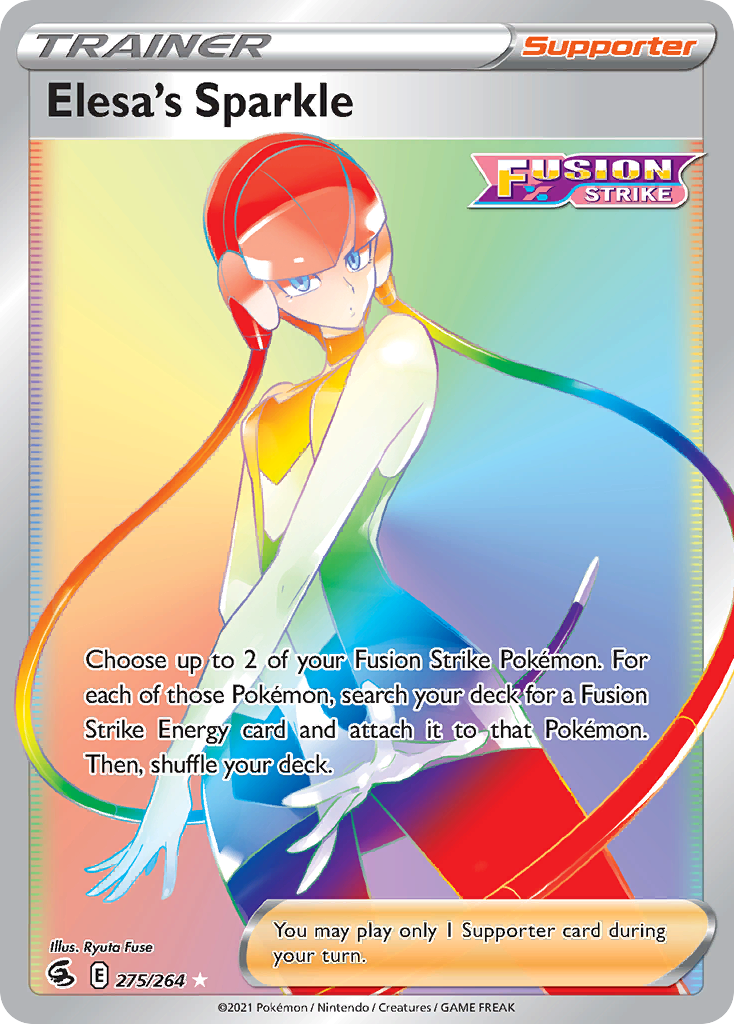 TRAINER Supporter
Elesa's Sparkle
FUSION
STRIKE
Choose up to 2 of your Fusion Strike Pokémon. For
each of those Pokémon, search your deck for a Fusion
Strike Energy card and attach it to that Pokémon.
Then, shuffle your deck.
You may play only 1 Supporter card during
your turn.
Illus. Ryuta Fuse
E 275/264
©2021 Pokémon / Nintendo / Creatures / GAME FREAK